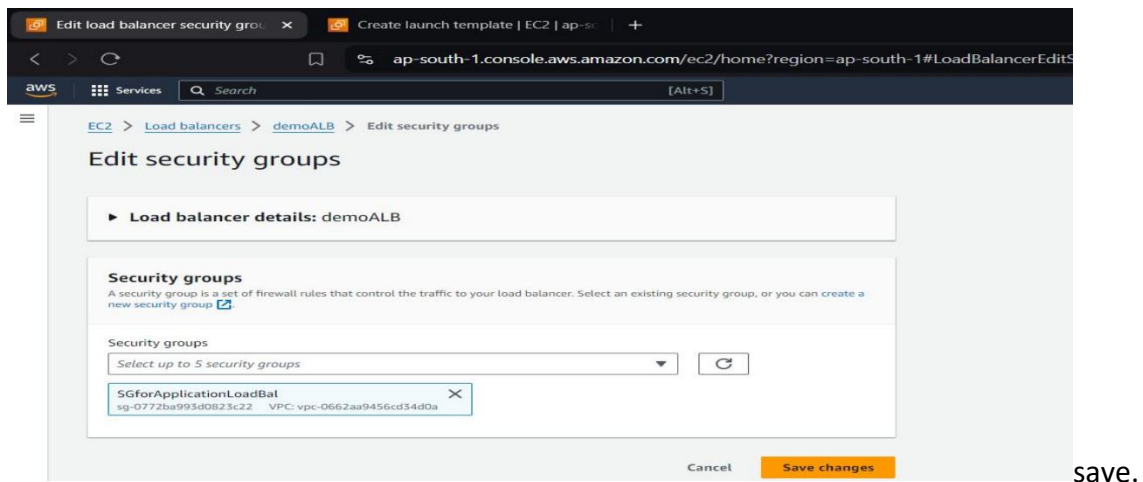 Edit load balancer security grou
Create launch template | EC2 | ap-so
ap-south-1.console.aws.amazon.com/ec2/home?region=ap-south-1#LoadBalancerEditS
aws Services Search [Alt+S]
EC2 > Load balancers > demoALB > Edit security groups
Edit security groups
Load balancer details: demoALB
Security groups
A security group is a set of firewall rules that control the traffic to your load balancer. Select an existing security group, or you can create a
new security group.
Security groups
Select up to 5 security groups
SGforApplicationLoadBal
sg-0772ba993d0823c22 VPC: vpc-0662aa9456cd34d0a
Cancel Save changes
save.